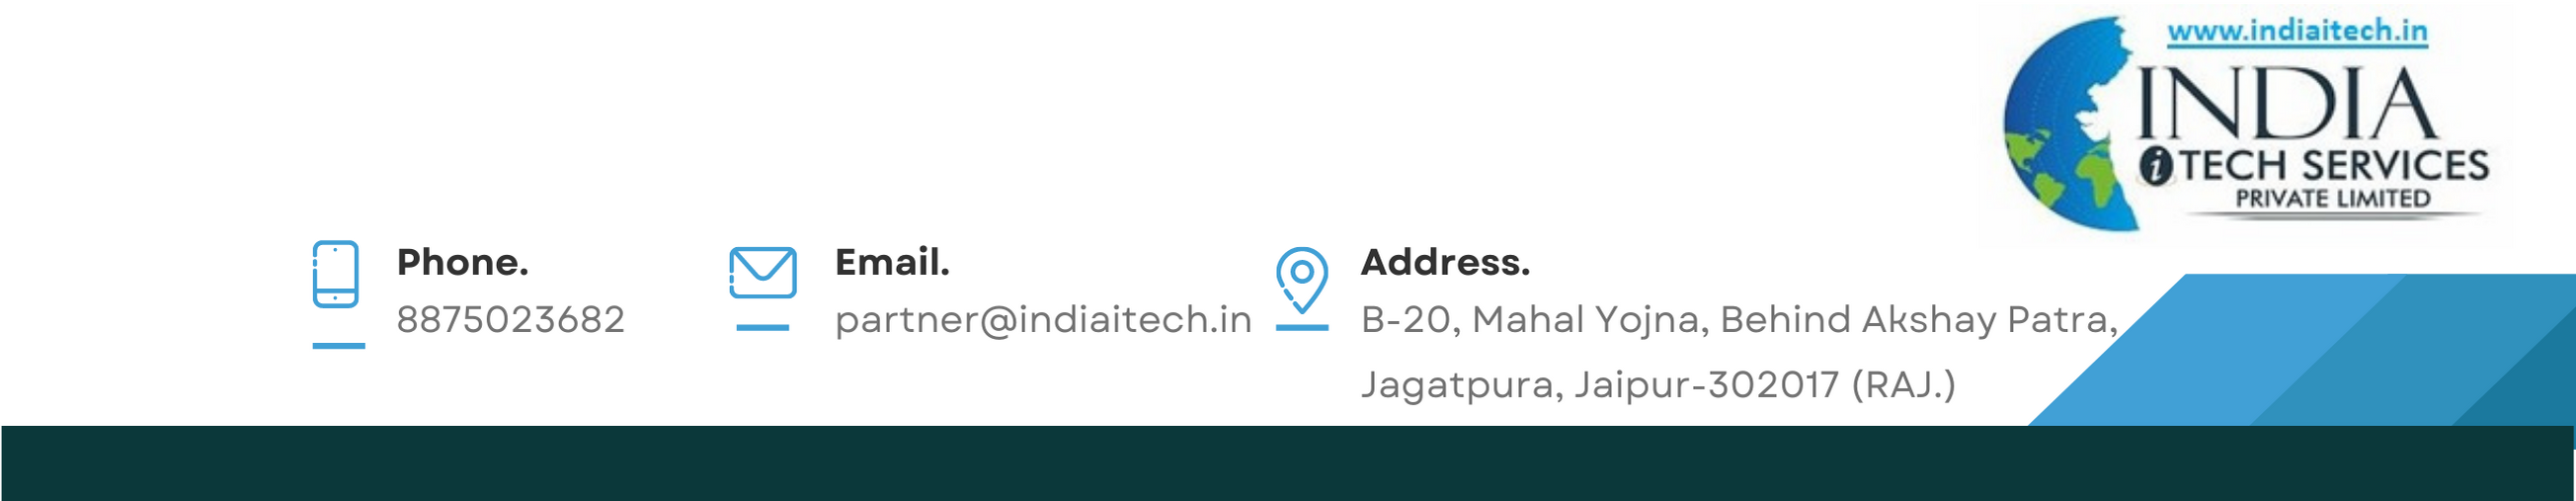 www.indiaitech.in
INDIA
i TECH SERVICES
PRIVATE LIMITED
Phone.
8875023682
Email.
partner@indiaitech.in
Address.
B-20, Mahal Yojna, Behind Akshay Patra,
Jagatpura, Jaipur-302017 (RAJ.)